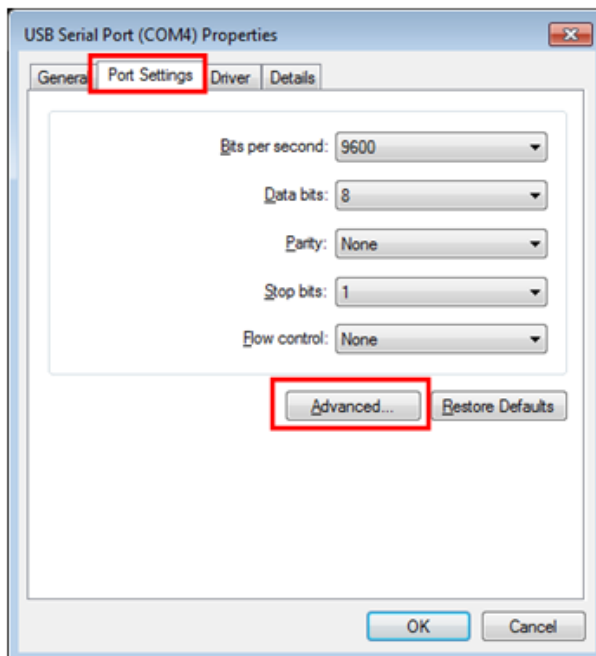 USB Serial Port (COM4) Properties
General Port Settings Driver Details
Bits per second: 9600
Data bits: 8
Parity: None
Stop bits: 1
Flow control: None
Advanced... Restore Defaults
OK Cancel